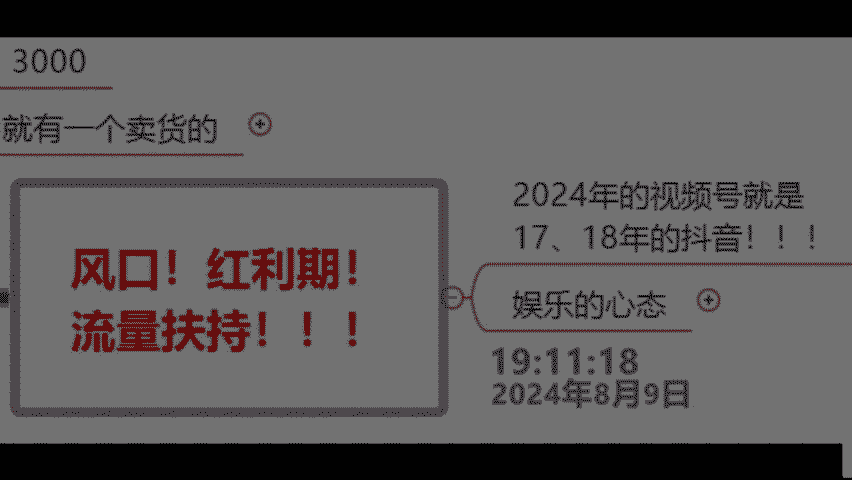 3000
就有一个卖货的
风口！红利期！
流量扶持！！！
2024年的视频号就是
17、18年的抖音！！！
娱乐的心态
19:11:18
2024年8月9日